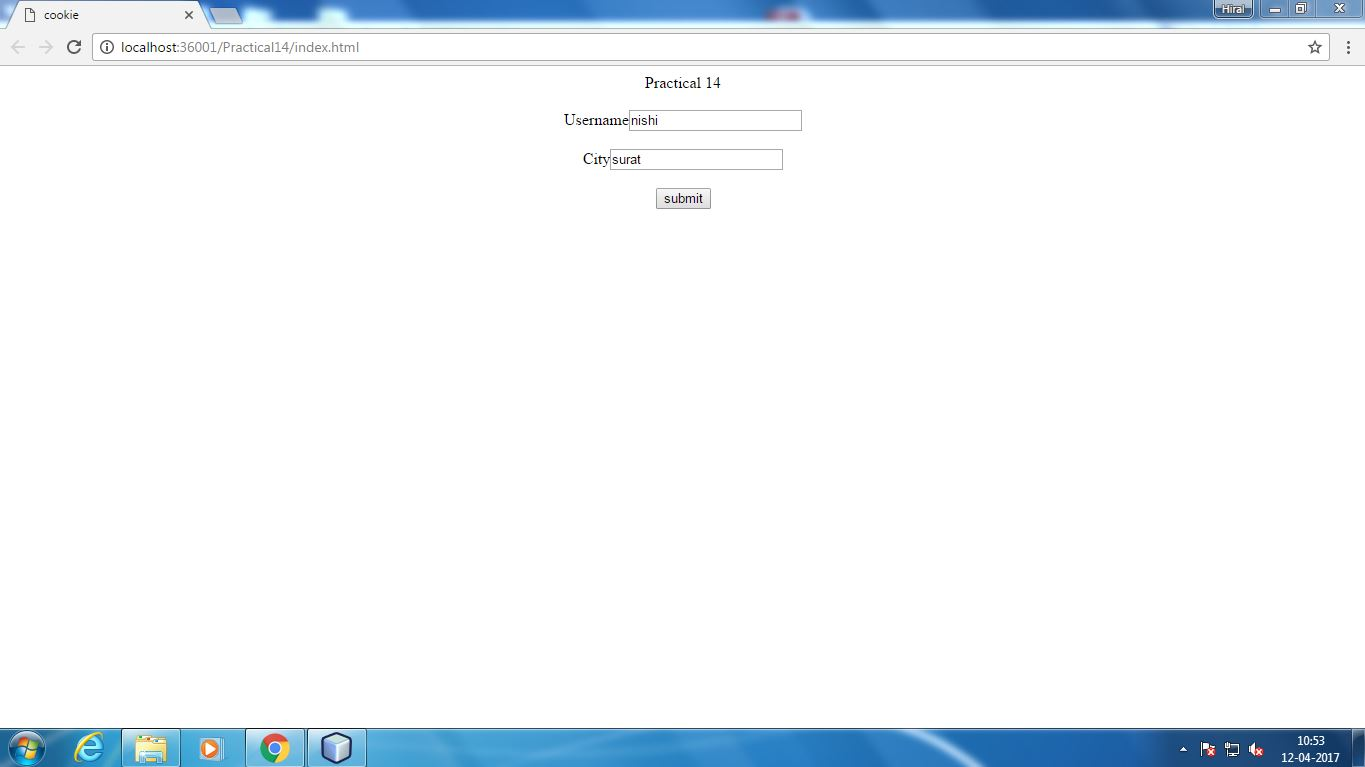 cookie
Hiral
localhost:36001/Practical14/index.html
Practical 14
Username nishi
City surat
submit
10:53
12-04-2017